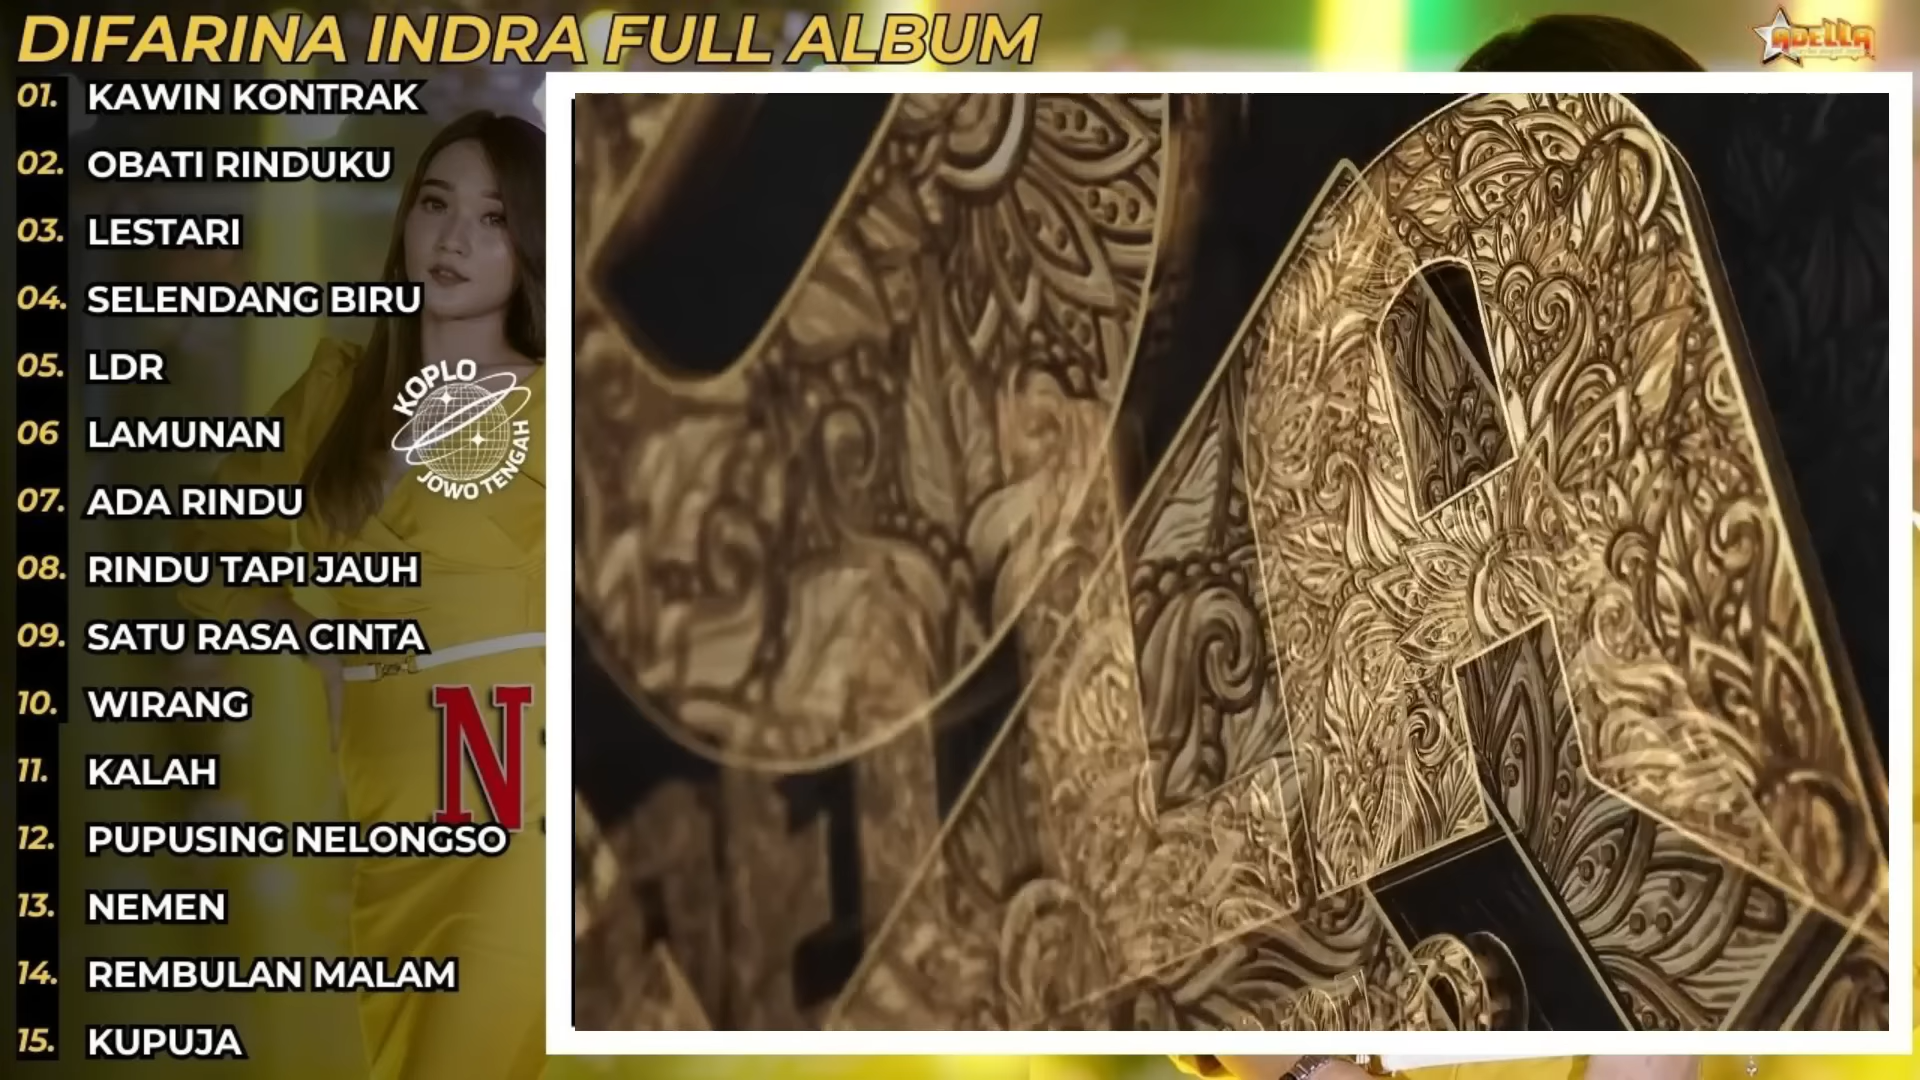 DIFARINA INDRA FULL ALBUM
ADELLA
01. KAWIN KONTRAK
02. OBATI RINDUKU
03. LESTARI
04. SELENDANG BIRU
05. LDR
06 LAMUNAN
07. ADA RINDU
08. RINDU TAPI JAUH
09. SATU RASA CINTA
10. WIRANG
11. KALAH
12. PUPUSING NELONGSO
13. NEMEN
14. REMBULAN MALAM
15. KUPUJA
KOPLO
JOWO TENGAH
N
A